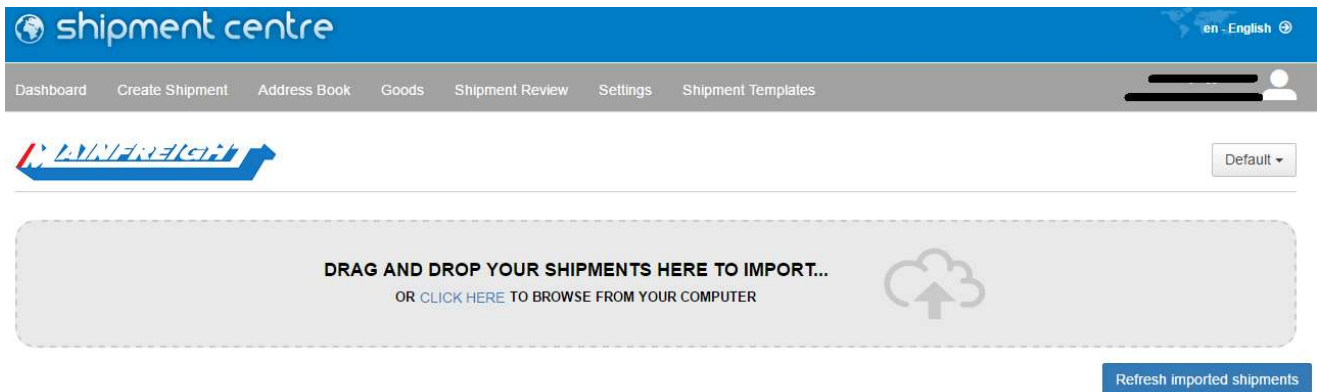 shipment centre
en - English
Dashboard Create Shipment Address Book Goods Shipment Review Settings Shipment Templates
MAINFREIGHT
Default
DRAG AND DROP YOUR SHIPMENTS HERE TO IMPORT...
OR CLICK HERE TO BROWSE FROM YOUR COMPUTER
Refresh imported shipments